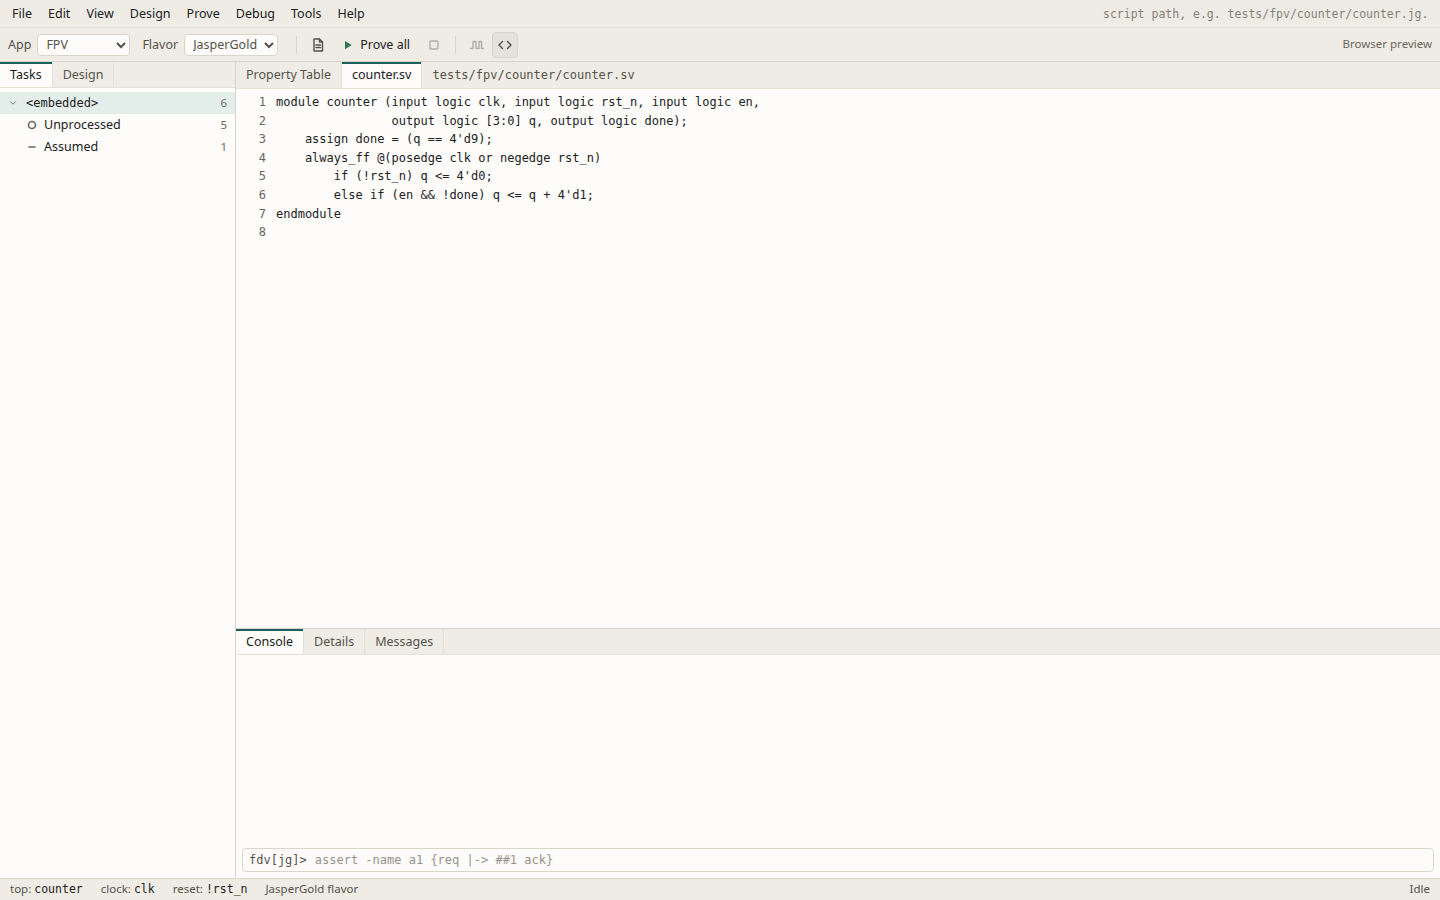 File Edit View Design Prove Debug Tools Help
script path, e.g. tests/fpv/counter/counter.jg.
App FPV Flavor JasperGold Prove all Browser preview
Tasks Design
<embedded> 6
Unprocessed 5
Assumed 1
Property Table counter.sv tests/fpv/counter/counter.sv
1 module counter (input logic clk, input logic rst_n, input logic en,
2 output logic [3:0] q, output logic done);
3 assign done = (q == 4'd9);
4 always_ff @(posedge clk or negedge rst_n)
5 if (!rst_n) q <= 4'd0;
6 else if (en && !done) q <= q + 4'd1;
7 endmodule
8
Console Details Messages
fdv[jg]> assert -name a1 {req |-> ##1 ack}
top: counter clock: clk reset: !rst_n JasperGold flavor Idle